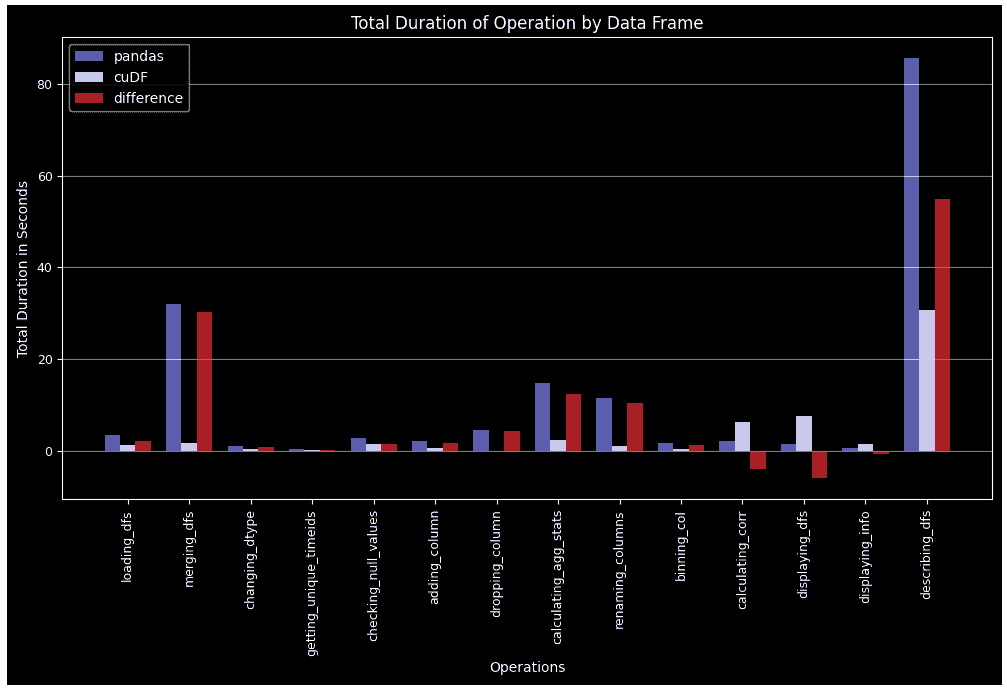 Total Duration of Operation by Data Frame
pandas
cuDF
difference
Total Duration in Seconds
80
60
40
20
0
loading_dfs
merging_dfs
changing_dtype
getting_unique_timeids
checking_null_values
adding_column
dropping_column
calculating_agg_stats
renaming_columns
binning_col
calculating_corr
displaying_dfs
displaying_info
describing_dfs
Operations